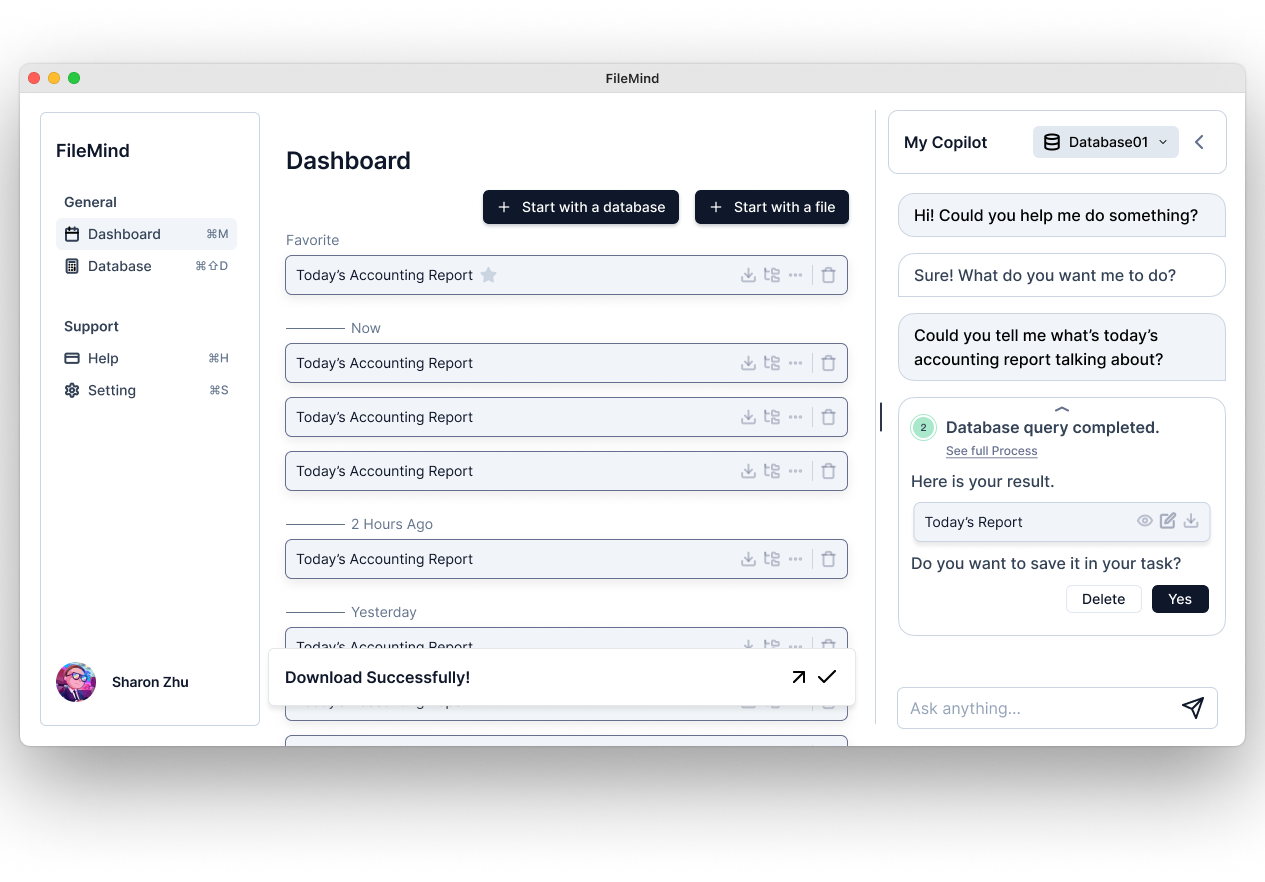 FileMind
FileMind
General
Dashboard ⌘M
Database ⌘⇧D
Support
Help ⌘H
Setting ⌘S
Sharon Zhu
Dashboard
+ Start with a database
+ Start with a file
Favorite
Today’s Accounting Report
Now
Today’s Accounting Report
Today’s Accounting Report
Today’s Accounting Report
2 Hours Ago
Today’s Accounting Report
Yesterday
Today’s Accounting Report
Download Successfully!
My Copilot
Database01
Hi! Could you help me do something?
Sure! What do you want me to do?
Could you tell me what’s today’s
accounting report talking about?
2
Database query completed.
See full Process
Here is your result.
Today’s Report
Do you want to save it in your task?
Delete
Yes
Ask anything...